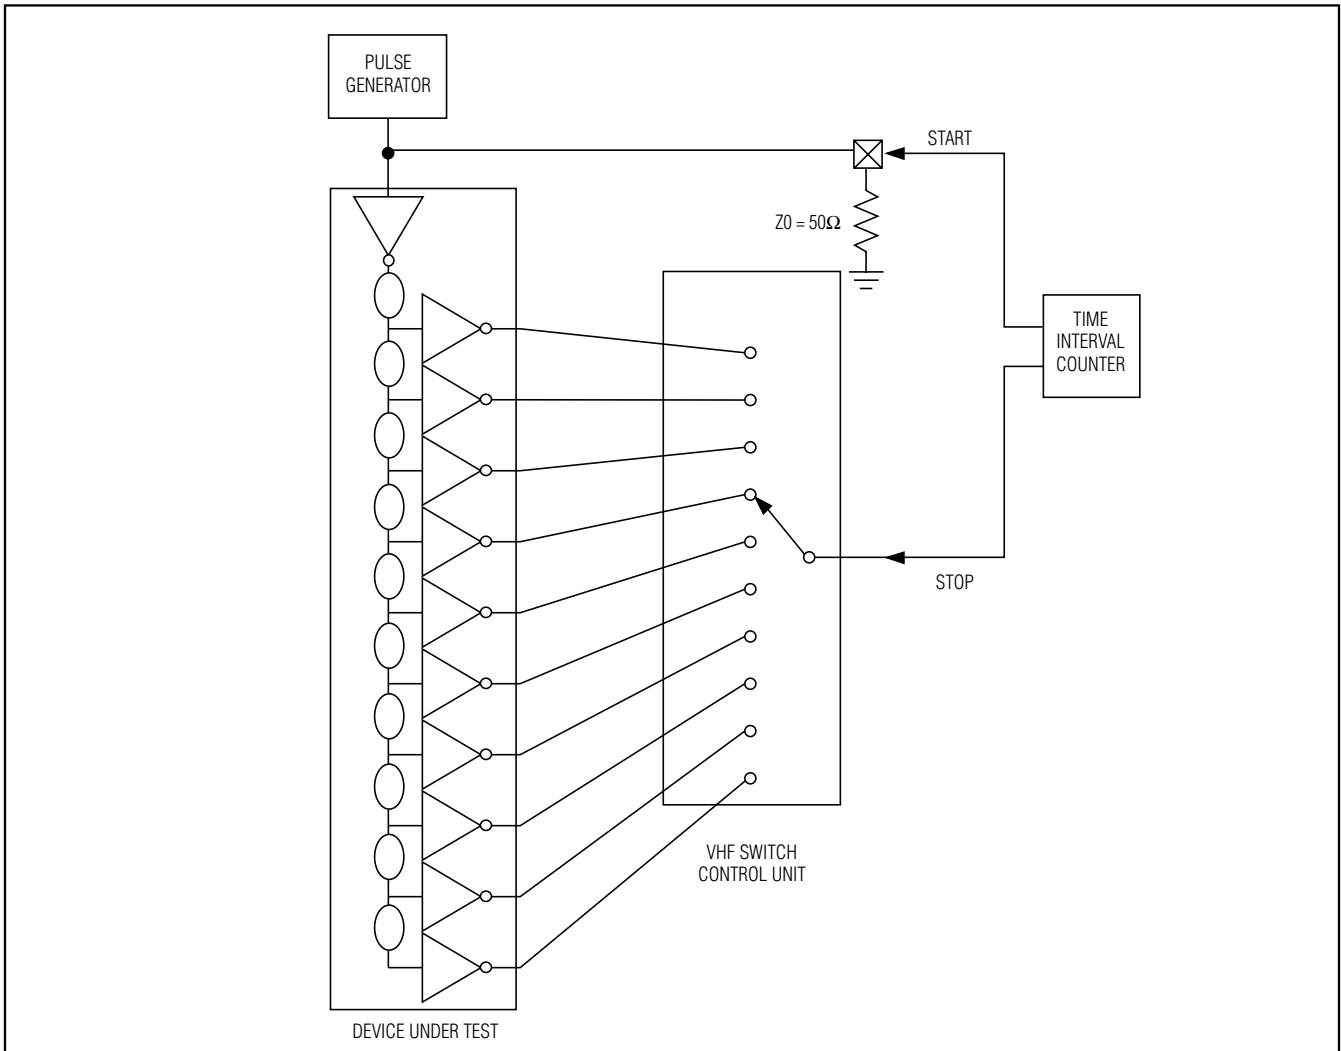 PULSE
GENERATOR
START
Z0 = 50Ω
TIME
INTERVAL
COUNTER
STOP
VHF SWITCH
CONTROL UNIT
DEVICE UNDER TEST